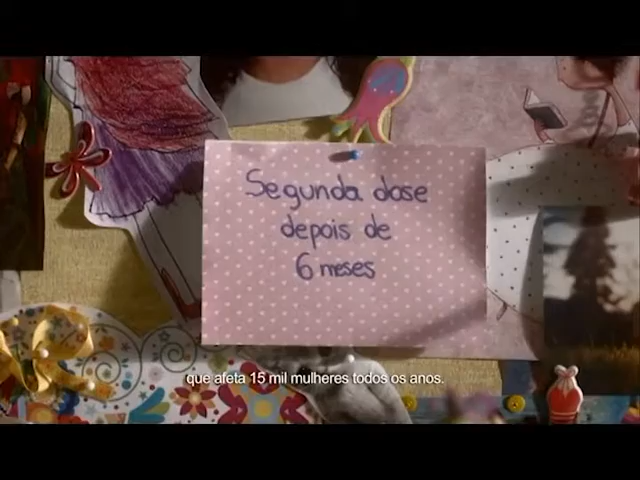 Segunda dose
depois de
6 meses
que afeta 15 mil mulheres todos os anos.